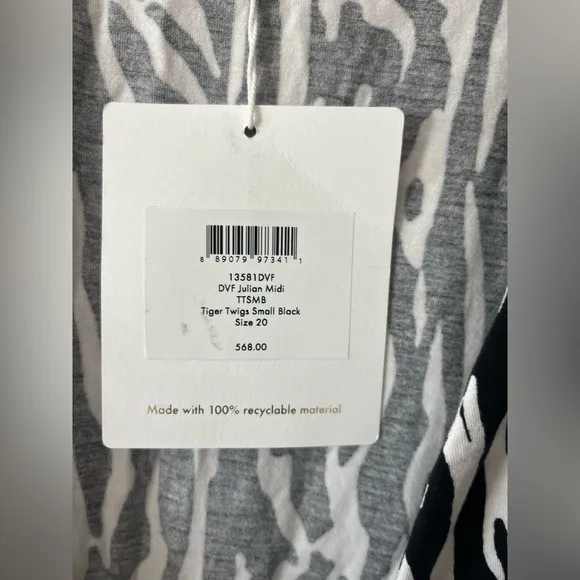 8 89079 97341 1
13581DVF
DVF Julian Midi
TTSMB
Tiger Twigs Small Black
Size 20
568.00
Made with 100% recyclable material